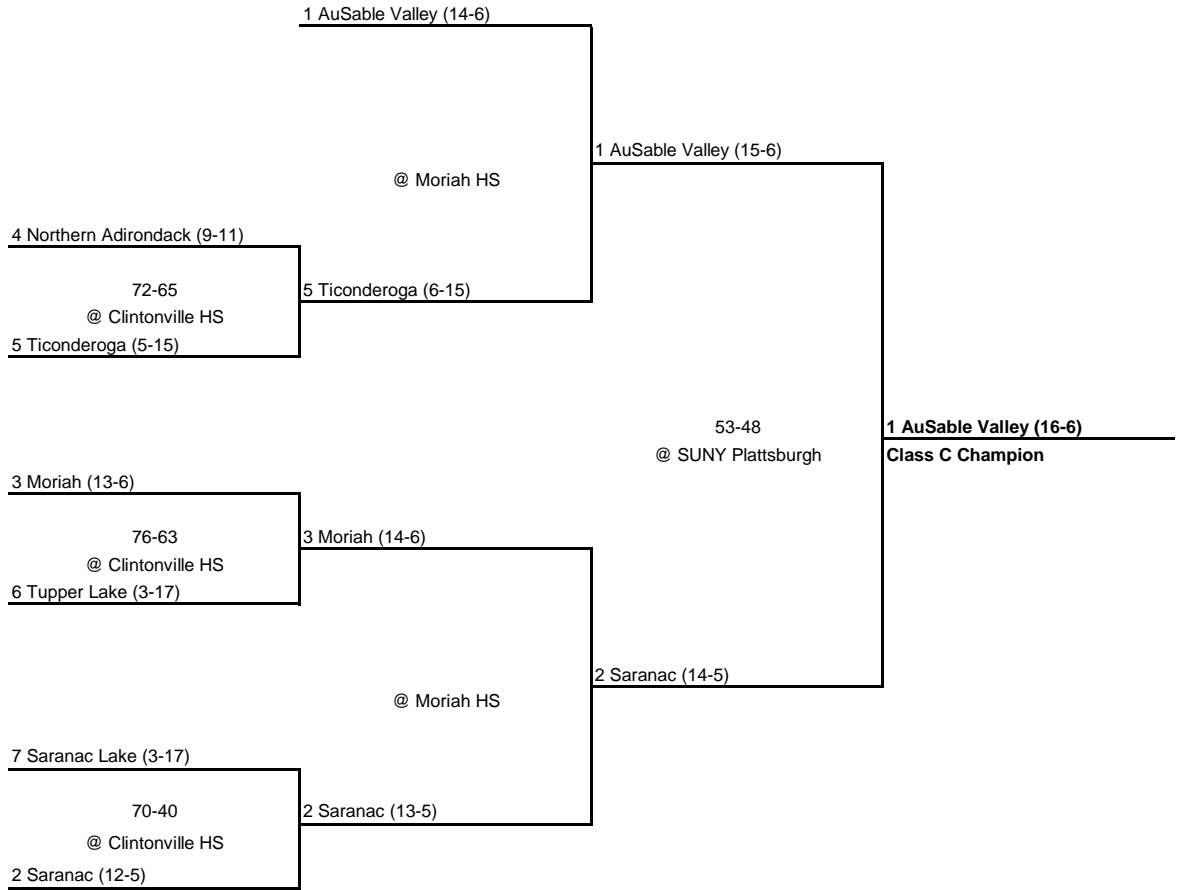 1 AuSable Valley (14-6)
1 AuSable Valley (15-6)
@ Moriah HS
4 Northern Adirondack (9-11)
72-65
5 Ticonderoga (6-15)
@ Clintonville HS
5 Ticonderoga (5-15)
53-48
1 AuSable Valley (16-6)
@ SUNY Plattsburgh
Class C Champion
3 Moriah (13-6)
76-63
3 Moriah (14-6)
@ Clintonville HS
6 Tupper Lake (3-17)
2 Saranac (14-5)
@ Moriah HS
7 Saranac Lake (3-17)
70-40
2 Saranac (13-5)
@ Clintonville HS
2 Saranac (12-5)